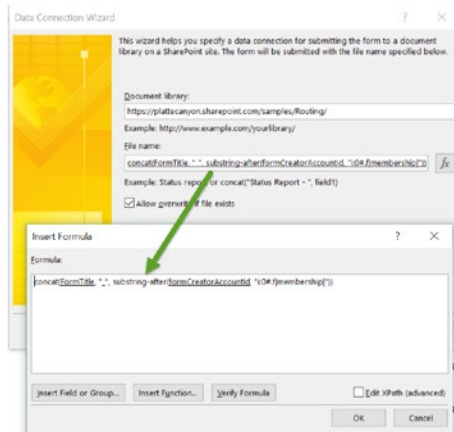 Data Connection Wizard
This wizard helps you specify a data connection for submitting the form to a document
library on a SharePoint site. The form will be submitted with the file name specified below.
Document library:
https://plattecanyon.sharepoint.com/samples/Routing/
Example: http://www.example.com/yourlibrary/
File name:
concat(FormTitle, "_", substring-after(formCreatorAccountId, "i:0#.f|membership|"))
fx
Example: Status report or concat("Status Report - ", field1)
Allow overwrite if file exists
Insert Formula
Formula:
concat(FormTitle, "_", substring-after(formCreatorAccountId, "i:0#.f|membership|"))
Insert Field or Group...
Insert Function...
Verify Formula
Edit XPath (advanced)
OK
Cancel